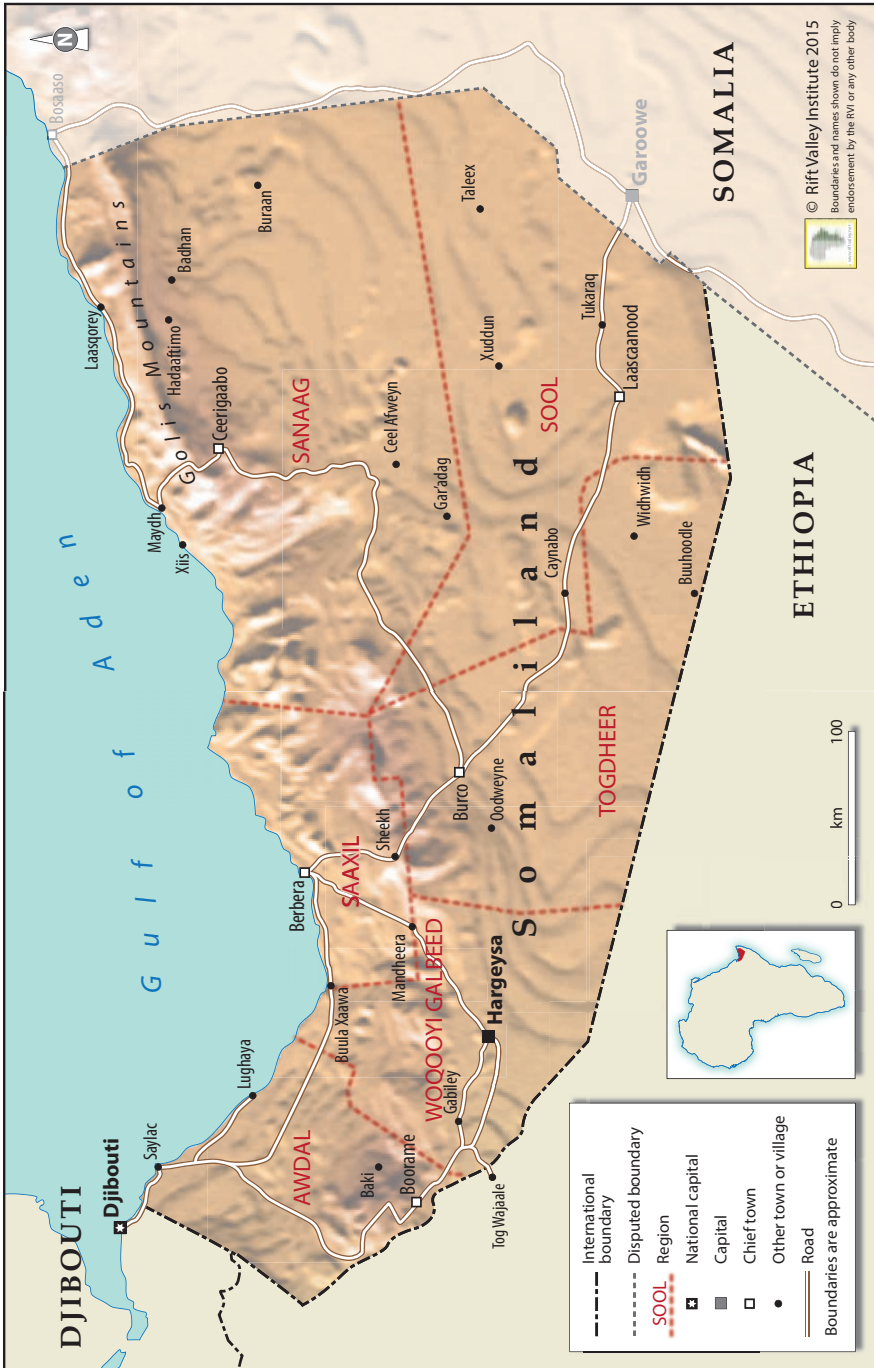 DJIBOUTI
Djibouti
Saylac
Lughaya
Gulf of Aden
Berbera
Buula Xaawa
AWDAL
Baki
Boorame
Tog Wajaale
Gabiley
WOQOOYI GALBEED
Hargeysa
Mandheera
SAAXIL
Sheekh
Burco
Oodweyne
TOGDHEER
Somaliland
Xiis
Maydh
Laasqorey
Bosaaso
N
Golis Mountains
Hadaaftimo
Badhan
Buraan
Ceerigaabo
SANAAG
Ceel Afweyn
Gar'adag
Xuddun
Taleex
SOOL
Caynabo
Widhwidh
Buuhoodle
Laascaanood
Tukaraq
Garoowe
SOMALIA
ETHIOPIA
International
boundary
Disputed boundary
SOOL Region
National capital
Capital
Chief town
Other town or village
Road
Boundaries are approximate
0 km 100
© Rift Valley Institute 2015
Boundaries and names shown do not imply
endorsement by the RVI or any other body